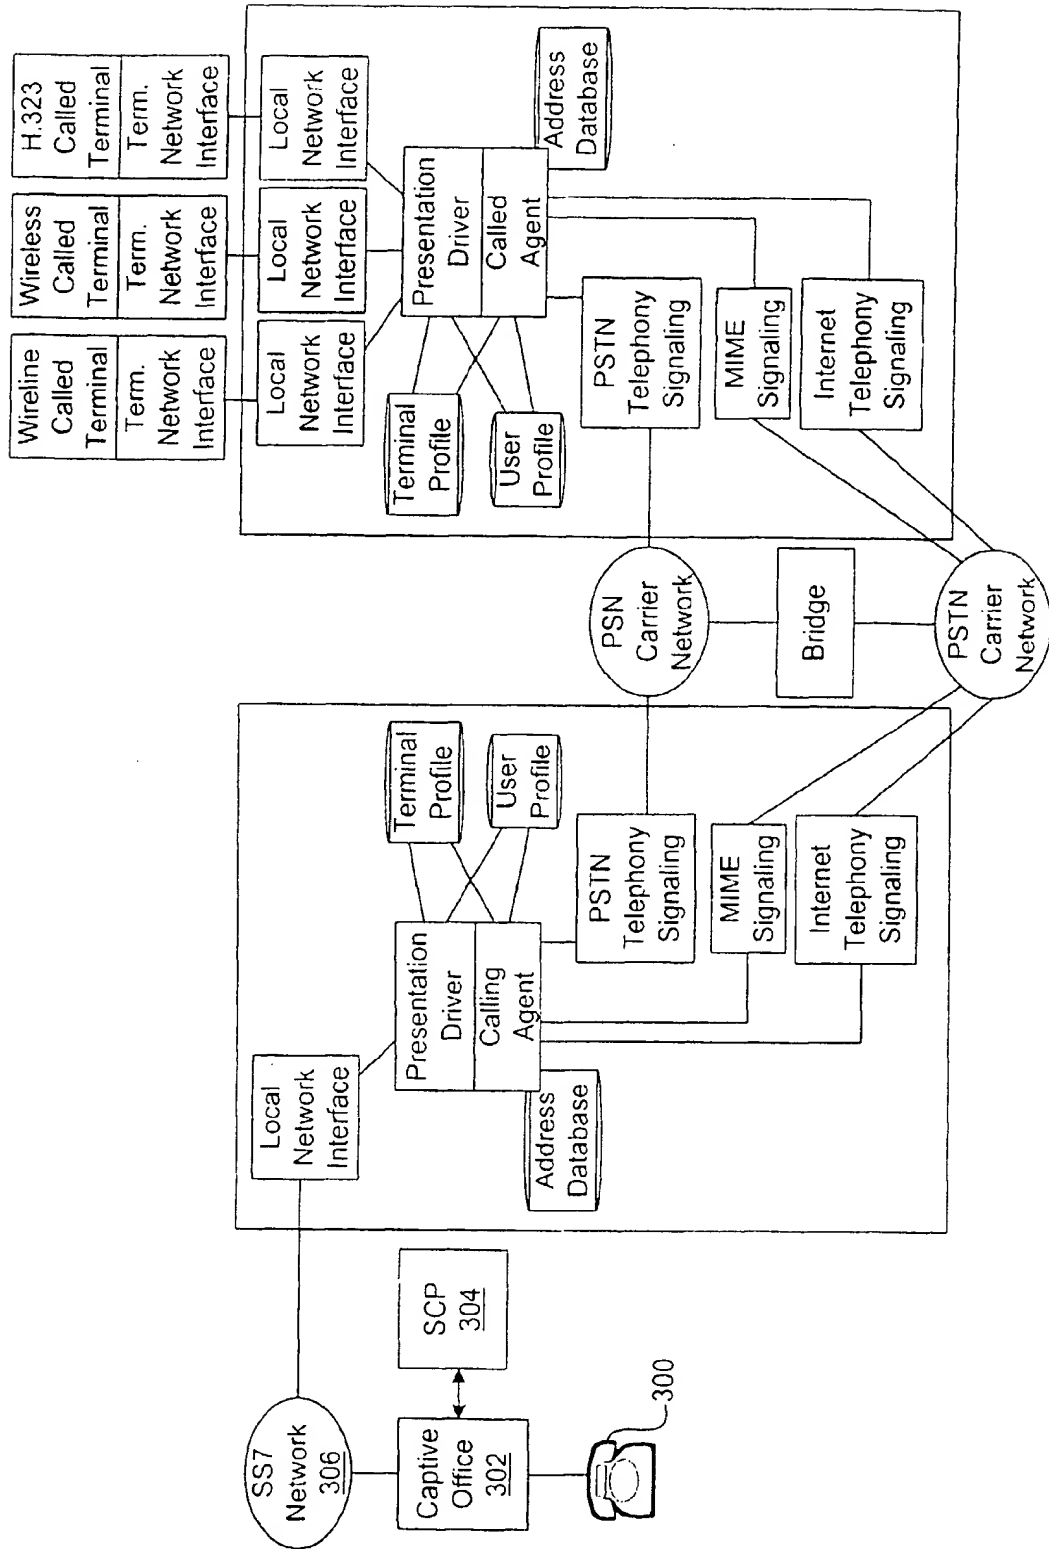 SS7
Network
306
Captive
Office
302
SCP
304
300
Local
Network
Interface
Presentation
Driver
Calling
Agent
Address
Database
Terminal
Profile
User
Profile
PSTN
Telephony
Signaling
MIME
Signaling
Internet
Telephony
Signaling
PSN
Carrier
Network
Bridge
PSTN
Carrier
Network
Wireline
Called
Terminal
Term.
Network
Interface
Wireless
Called
Terminal
Term.
Network
Interface
H.323
Called
Terminal
Term.
Network
Interface
Local
Network
Interface
Local
Network
Interface
Local
Network
Interface
Terminal
Profile
User
Profile
Presentation
Driver
Called
Agent
Address
Database
PSTN
Telephony
Signaling
MIME
Signaling
Internet
Telephony
Signaling